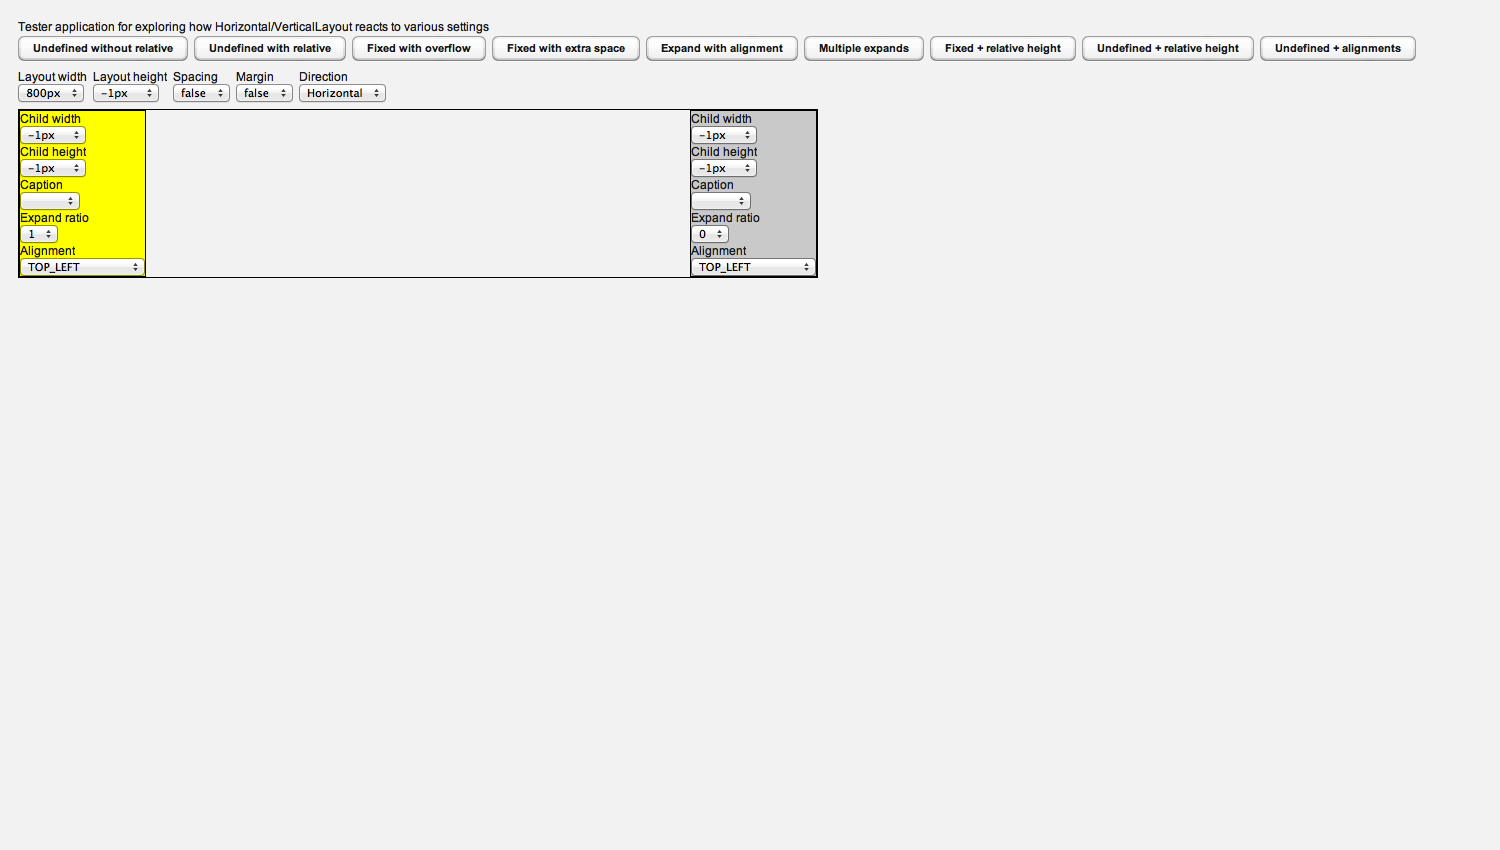 Tester application for exploring how Horizontal/VerticalLayout reacts to various settings
Undefined without relative Undefined with relative Fixed with overflow Fixed with extra space Expand with alignment Multiple expands Fixed + relative height Undefined + relative height Undefined + alignments
Layout width Layout height Spacing Margin Direction
800px -1px false false Horizontal
Child width Child width
-1px -1px
Child height Child height
-1px -1px
Caption Caption
Expand ratio Expand ratio
1 0
Alignment Alignment
TOP_LEFT TOP_LEFT